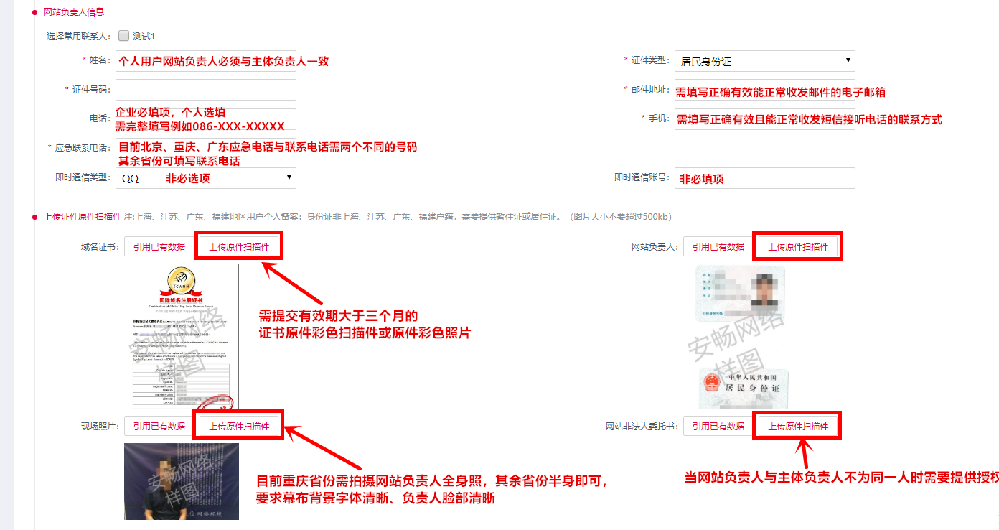 网站负责人信息
选择常用联系人： 测试1
* 姓名： 个人用户网站负责人必须与主体负责人一致
* 证件类型： 居民身份证
* 证件号码：
* 邮件地址： 需填写正确有效能正常收发邮件的电子邮箱
电话： 企业必填项，个人选填
需完整填写例如086-XXX-XXXXX
* 手机： 需填写正确有效且能正常收发短信接听电话的联系方式
* 应急联系电话： 目前北京、重庆、广东应急电话与联系电话需两个不同的号码
其余省份可填写联系电话
即时通信类型： QQ 非必选项
即时通信账号： 非必填项
上传证件原件扫描件 注:上海、江苏、广东、福建地区用户个人备案：身份证非上海、江苏、广东、福建户籍，需要提供暂住证或居住证。（图片大小不要超过500kb）
域名证书： 引用已有数据 上传原件扫描件
网站负责人： 引用已有数据 上传原件扫描件
ICANN
国际域名注册证书
Certification of Global Top Level Domain Name
需提交有效期大于三个月的
证书原件彩色扫描件或原件彩色照片
安畅网络
样图
安畅网络
样图
中华人民共和国
居民身份证
现场照片： 引用已有数据 上传原件扫描件
网站非法人委托书： 引用已有数据 上传原件扫描件
安畅网络
样图
目前重庆省份需拍摄网站负责人全身照，其余省份半身即可，
要求幕布背景字体清晰、负责人脸部清晰
当网站负责人与主体负责人不为同一人时需要提供授权